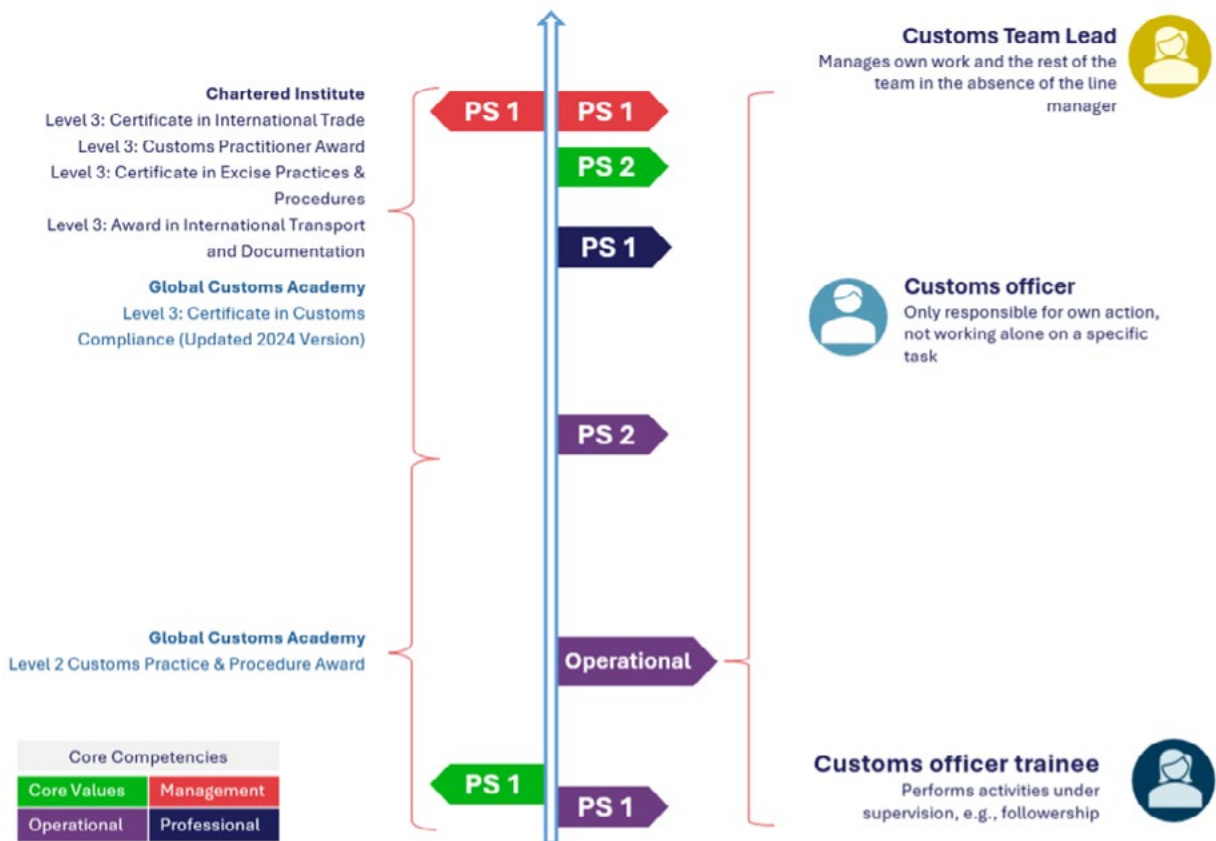 Customs Team Lead
Manages own work and the rest of the
team in the absence of the line
manager
Chartered Institute
Level 3: Certificate in International Trade
Level 3: Customs Practitioner Award
Level 3: Certificate in Excise Practices &
Procedures
Level 3: Award in International Transport
and Documentation
Global Customs Academy
Level 3: Certificate in Customs
Compliance (Updated 2024 Version)
PS 1
PS 1
PS 2
PS 1
Customs officer
Only responsible for own action,
not working alone on a specific
task
PS 2
Global Customs Academy
Level 2 Customs Practice & Procedure Award
Operational
Core Competencies
Core Values
Management
Operational
Professional
PS 1
PS 1
Customs officer trainee
Performs activities under
supervision, e.g., followership